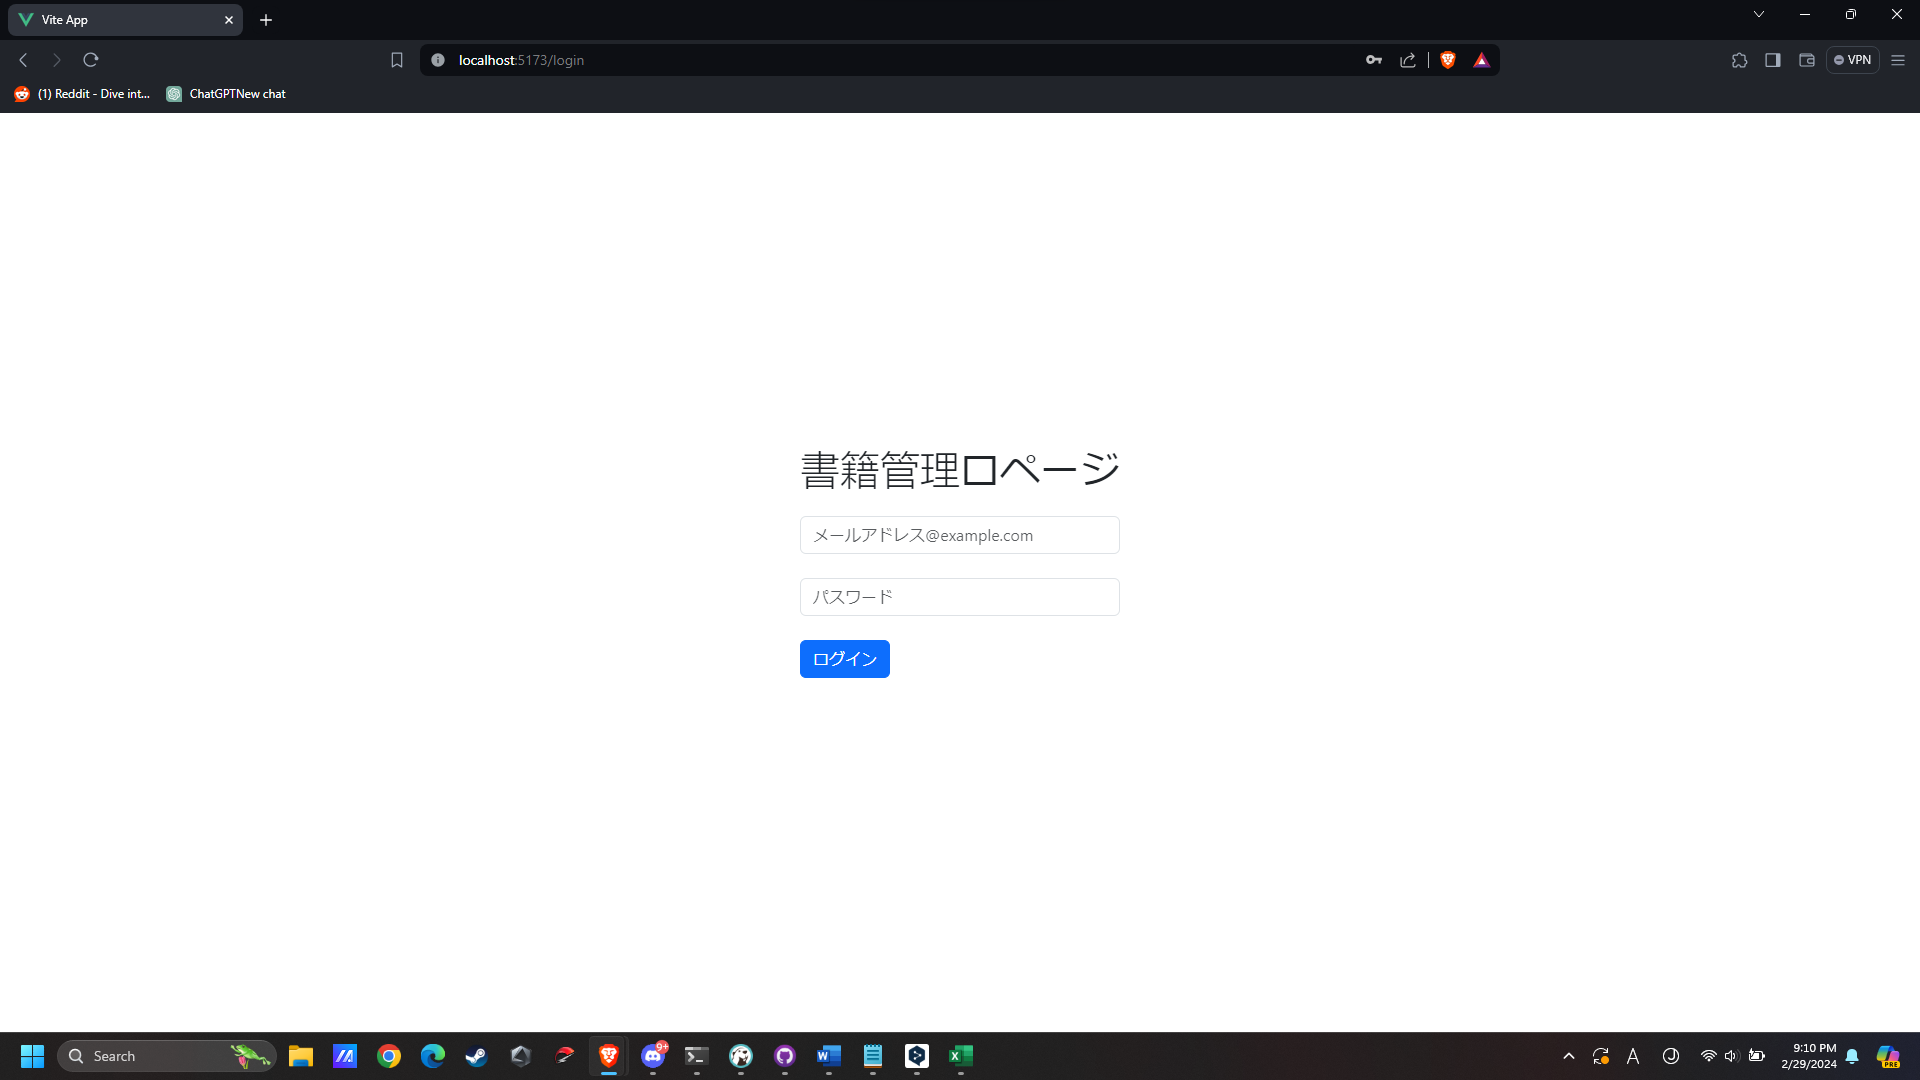 Vite App
localhost:5173/login
VPN
(1) Reddit - Dive int...
ChatGPTNew chat
書籍管理ロページ
メールアドレス@example.com
パスワード
ログイン
Search
9+
A
9:10 PM
2/29/2024
PRE